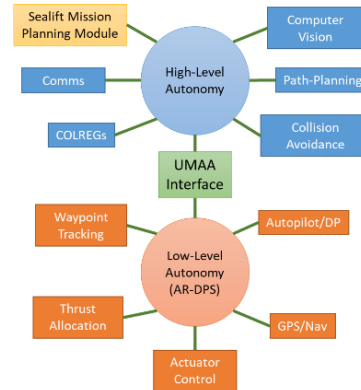 Sealift Mission
Planning Module
Computer
Vision
High-Level
Autonomy
Comms
Path-Planning
COLREGs
Collision
Avoidance
UMAA
Interface
Waypoint
Tracking
Autopilot/DP
Low-Level
Autonomy
(AR-DPS)
Thrust
Allocation
GPS/Nav
Actuator
Control